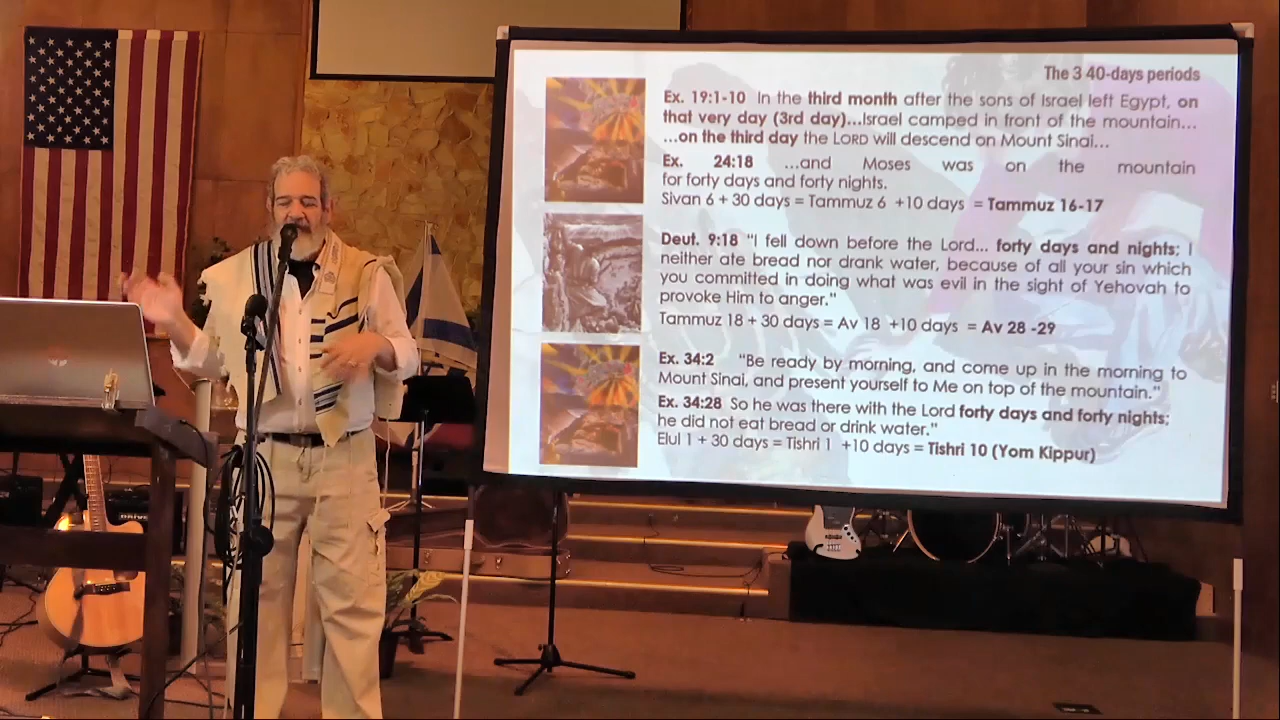 The 3 40-days periods
Ex. 19:1-10 In the third month after the sons of Israel left Egypt, on
that very day (3rd day)...Israel camped in front of the mountain...
...on the third day the LORD will descend on Mount Sinai...
Ex. 24:18 ...and Moses was on the mountain
for forty days and forty nights.
Sivan 6 + 30 days = Tammuz 6 +10 days = Tammuz 16-17
Deut. 9:18 "I fell down before the Lord... forty days and nights; I
neither ate bread nor drank water, because of all your sin which
you committed in doing what was evil in the sight of Yehovah to
provoke Him to anger."
Tammuz 18 + 30 days = Av 18 +10 days = Av 28 -29
Ex. 34:2 "Be ready by morning, and come up in the morning to
Mount Sinai, and present yourself to Me on top of the mountain."
Ex. 34:28 So he was there with the Lord forty days and forty nights;
he did not eat bread or drink water."
Elul 1 + 30 days = Tishri 1 +10 days = Tishri 10 (Yom Kippur)